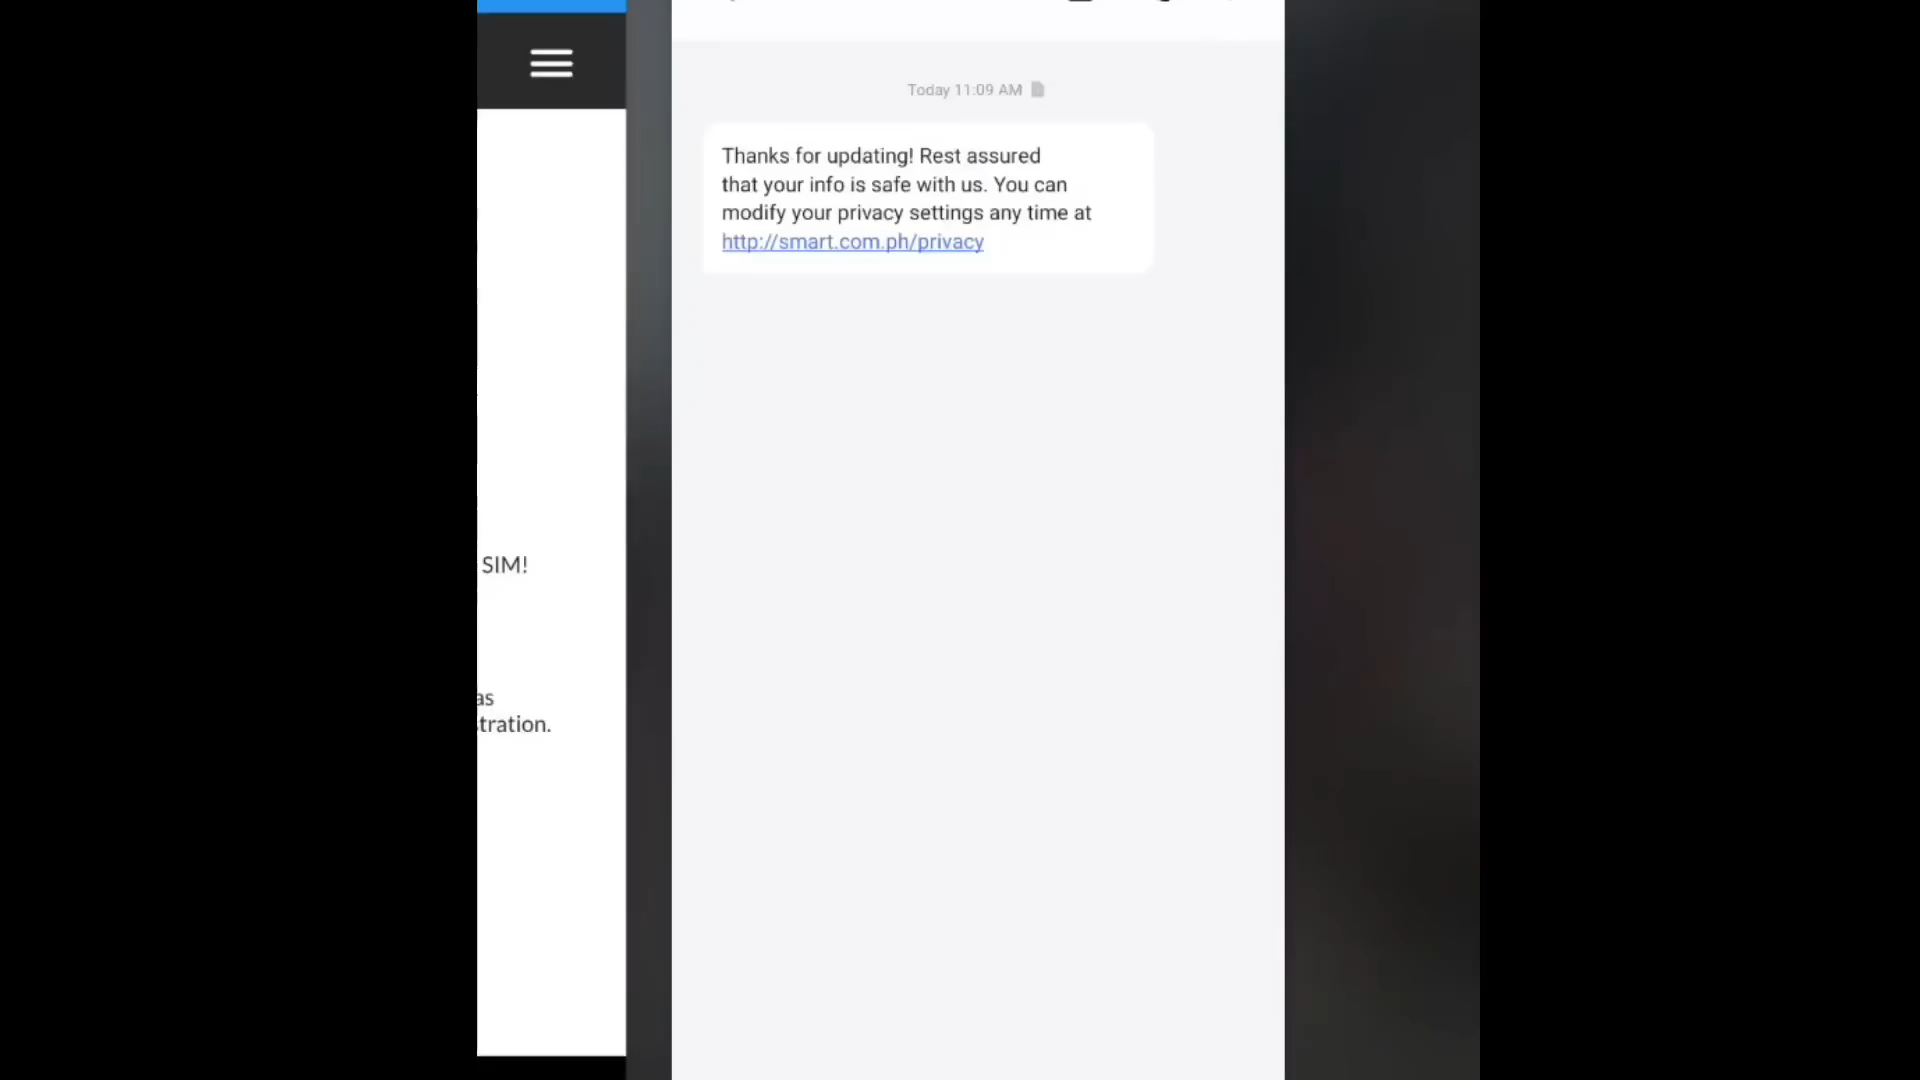 SIM!
as
stration.
Today 11:09 AM
Thanks for updating! Rest assured
that your info is safe with us. You can
modify your privacy settings any time at
http://smart.com.ph/privacy